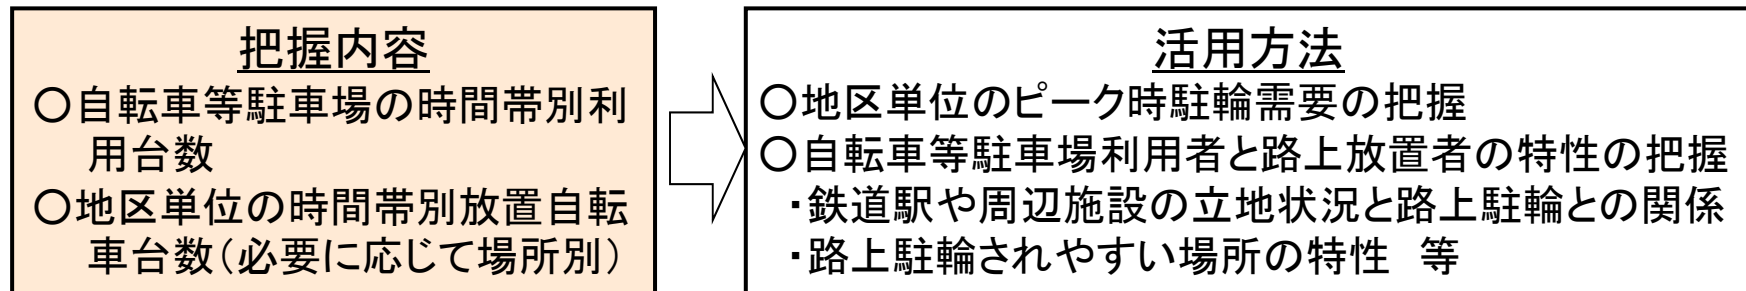 把握内容
○自転車等駐車場の時間帯別利
用台数
○地区単位の時間帯別放置自転
車台数(必要に応じて場所別)
活用方法
○地区単位のピーク時駐輪需要の把握
○自転車等駐車場利用者と路上放置者の特性の把握
・鉄道駅や周辺施設の立地状況と路上駐輪との関係
・路上駐輪されやすい場所の特性　等